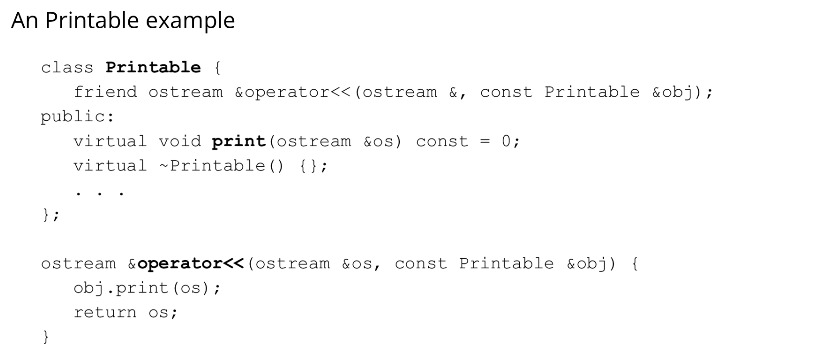 An Printable example
class Printable {
friend ostream &operator<<(ostream &, const Printable &obj);
public:
virtual void print(ostream &os) const = 0;
virtual ~Printable() {};
. . .
};
ostream &operator<<(ostream &os, const Printable &obj) {
obj.print(os);
return os;
}